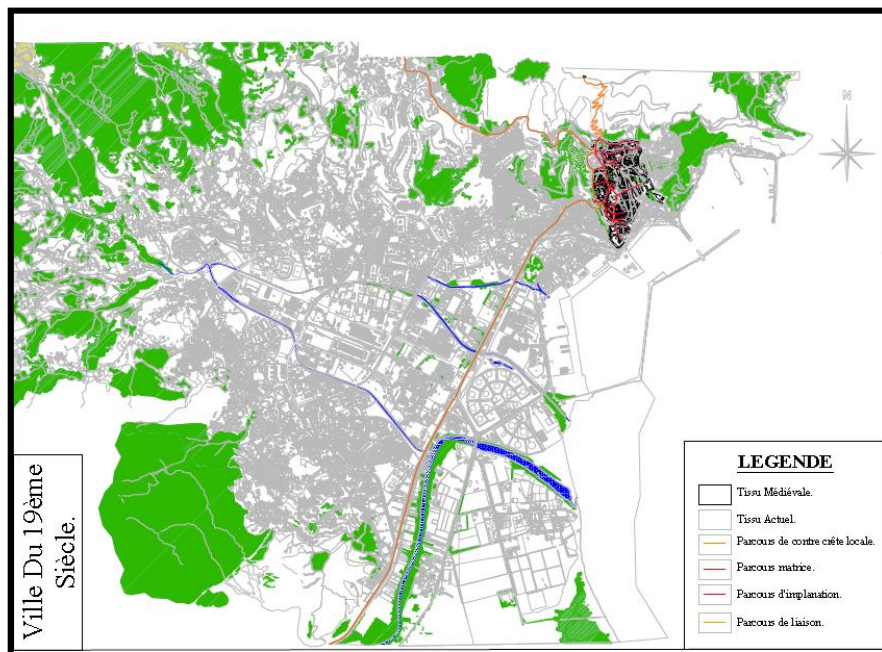 N
Ville Du 19ème
Siècle.
LEGENDE
Tissu Médiévale.
Tissu Actuel.
Parcours de contre crête locale.
Parcours matrice.
Parcours d'implanation.
Parcours de liaison.